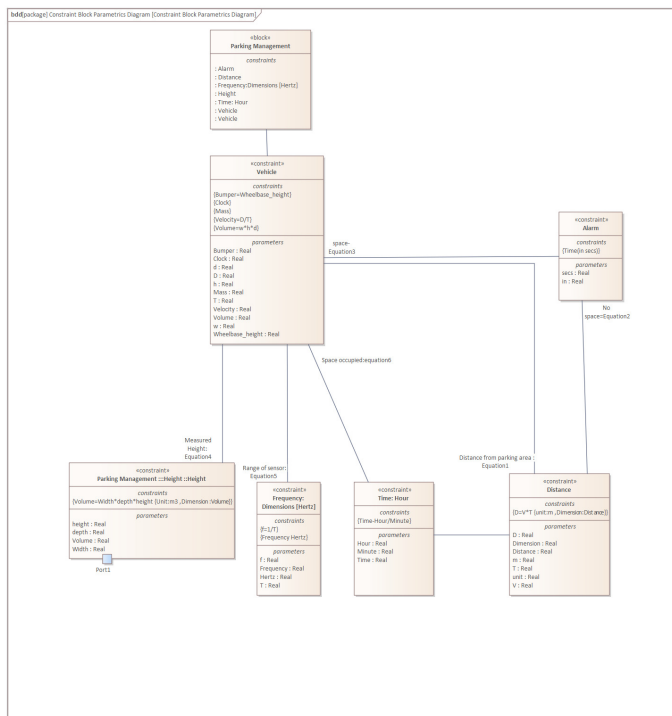 bdd[package] Constraint Block Parametrics Diagram [Constraint Block Parametrics Diagram]
«block»
Parking Management
constraints
: Alarm
: Distance
: Frequency:Dimensions [Hertz]
: Height
: Time: Hour
: Vehicle
: Vehicle
«constraint»
Vehicle
constraints
{Bumper=Wheelbase_height}
{Clock}
{Mass}
{Velocity=D/T}
{Volume=w*h*d}
parameters
Bumper : Real
Clock : Real
d : Real
D : Real
h : Real
Mass : Real
T : Real
Velocity : Real
Volume : Real
w : Real
Wheelbase_height : Real
space-
Equation3
«constraint»
Alarm
constraints
{Time(in secs)}
parameters
secs : Real
in : Real
No
space=Equation2
Space occupied:equation6
Measured
Height:
Equation4
Range of sensor:
Equation5
Distance from parking area :
Equation1
«constraint»
Parking Management :::Height ::Height
constraints
{Volume=Width*depth*height {Unit:m3 ,Dimension :Volume}}
parameters
height : Real
depth : Real
Volume : Real
Width : Real
Port1
«constraint»
Frequency:
Dimensions [Hertz]
constraints
{f=1/T}
{Frequency Hertz}
parameters
f : Real
Frequency : Real
Hertz : Real
T : Real
«constraint»
Time: Hour
constraints
{Time-Hour/Minute}
parameters
Hour : Real
Minute : Real
Time : Real
«constraint»
Distance
constraints
{D=V*T {unit:m ,Dimension:Distance}}
parameters
D : Real
Dimension : Real
Distance : Real
m : Real
T : Real
unit : Real
V : Real